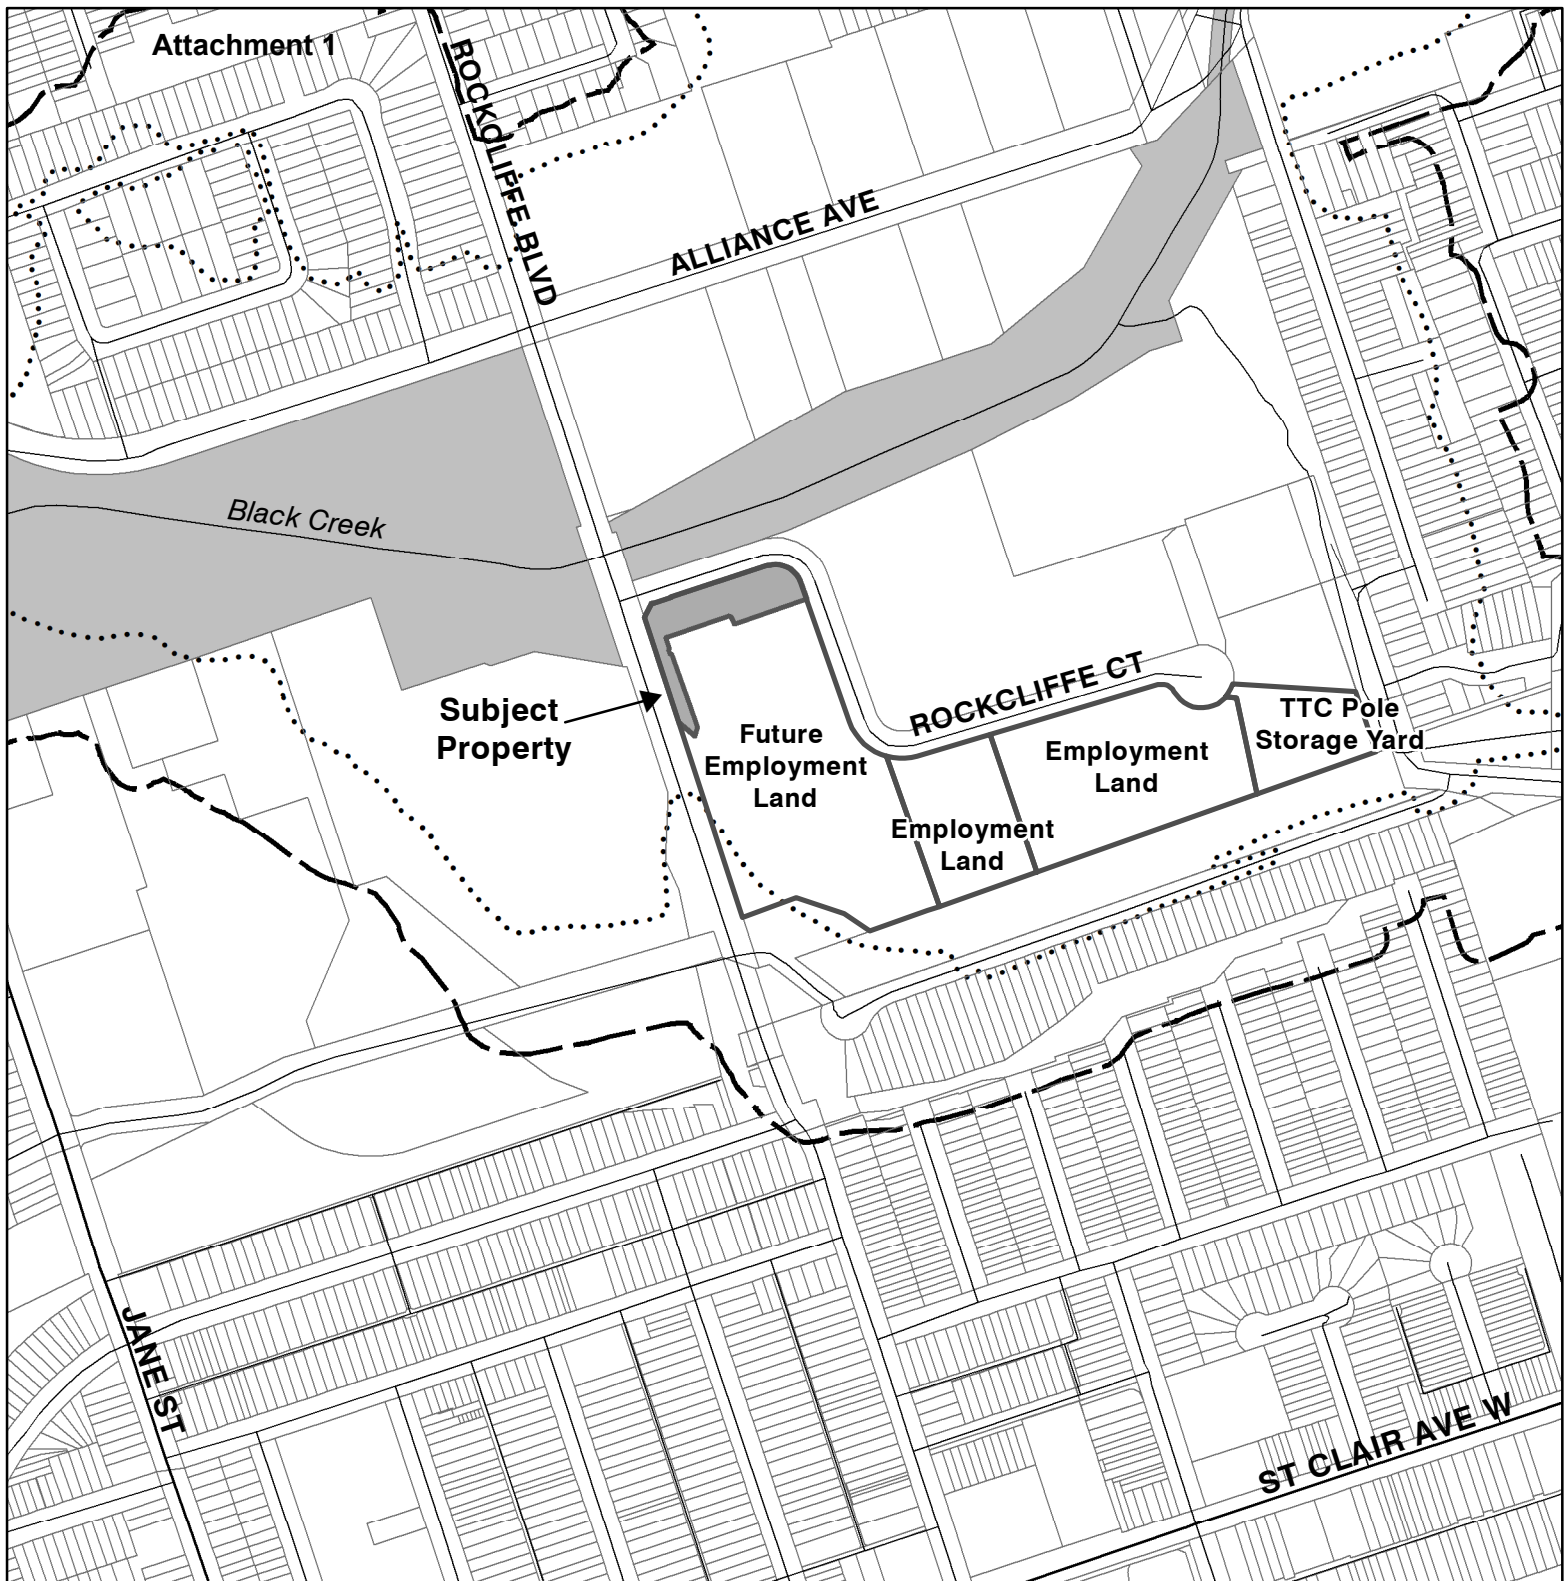 Attachment 1
ROCKCLIFFE BLVD
ALLIANCE AVE
Black Creek
Subject
Property
ROCKCLIFFE CT
Future
Employment
Land
Employment
Land
Employment
Land
TTC Pole
Storage Yard
JANE ST
ST CLAIR AVE W